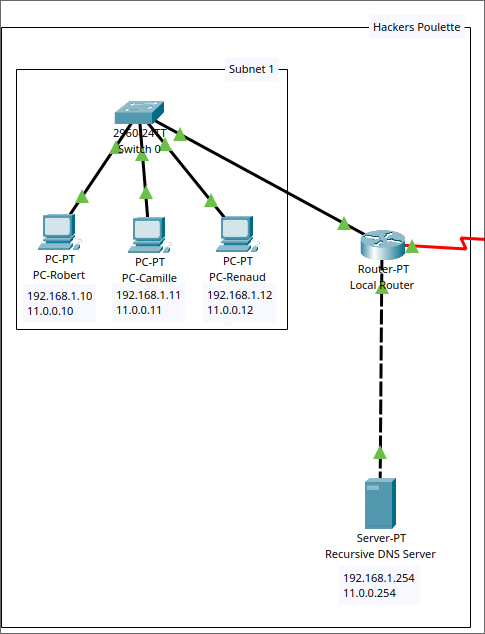 Hackers Poulette
Subnet 1
2960-24TT
Switch 0
PC-PT
PC-Robert
192.168.1.10
11.0.0.10
PC-PT
PC-Camille
192.168.1.11
11.0.0.11
PC-PT
PC-Renaud
192.168.1.12
11.0.0.12
Router-PT
Local Router
Server-PT
Recursive DNS Server
192.168.1.254
11.0.0.254